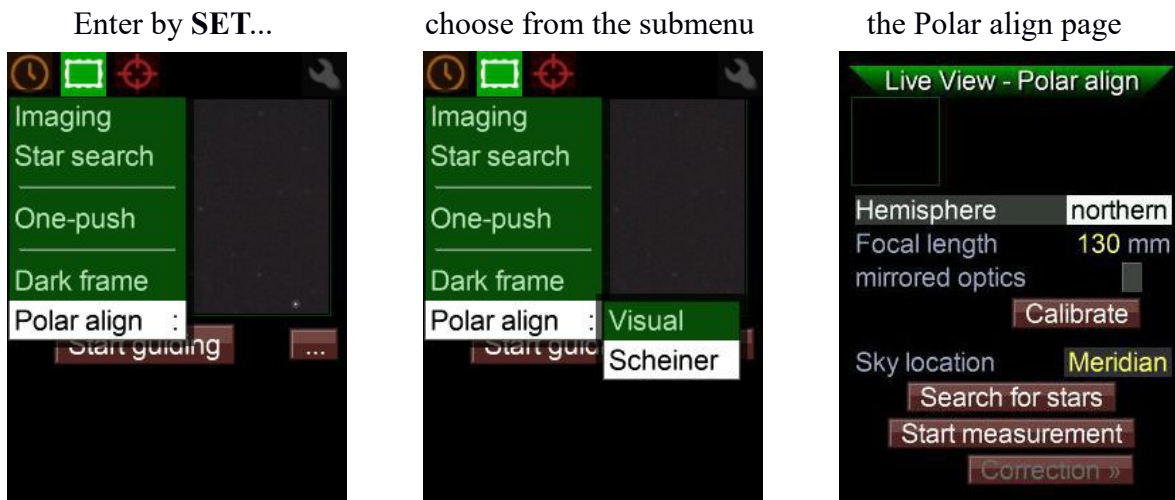 Enter by SET...
choose from the submenu
the Polar align page
Imaging
Star search
One-push
Dark frame
Polar align :
Start guiding
...
Imaging
Star search
One-push
Dark frame
Polar align : Visual
Start guid
Scheiner
Live View - Polar align
Hemisphere northern
Focal length 130 mm
mirrored optics
Calibrate
Sky location Meridian
Search for stars
Start measurement
Correction »